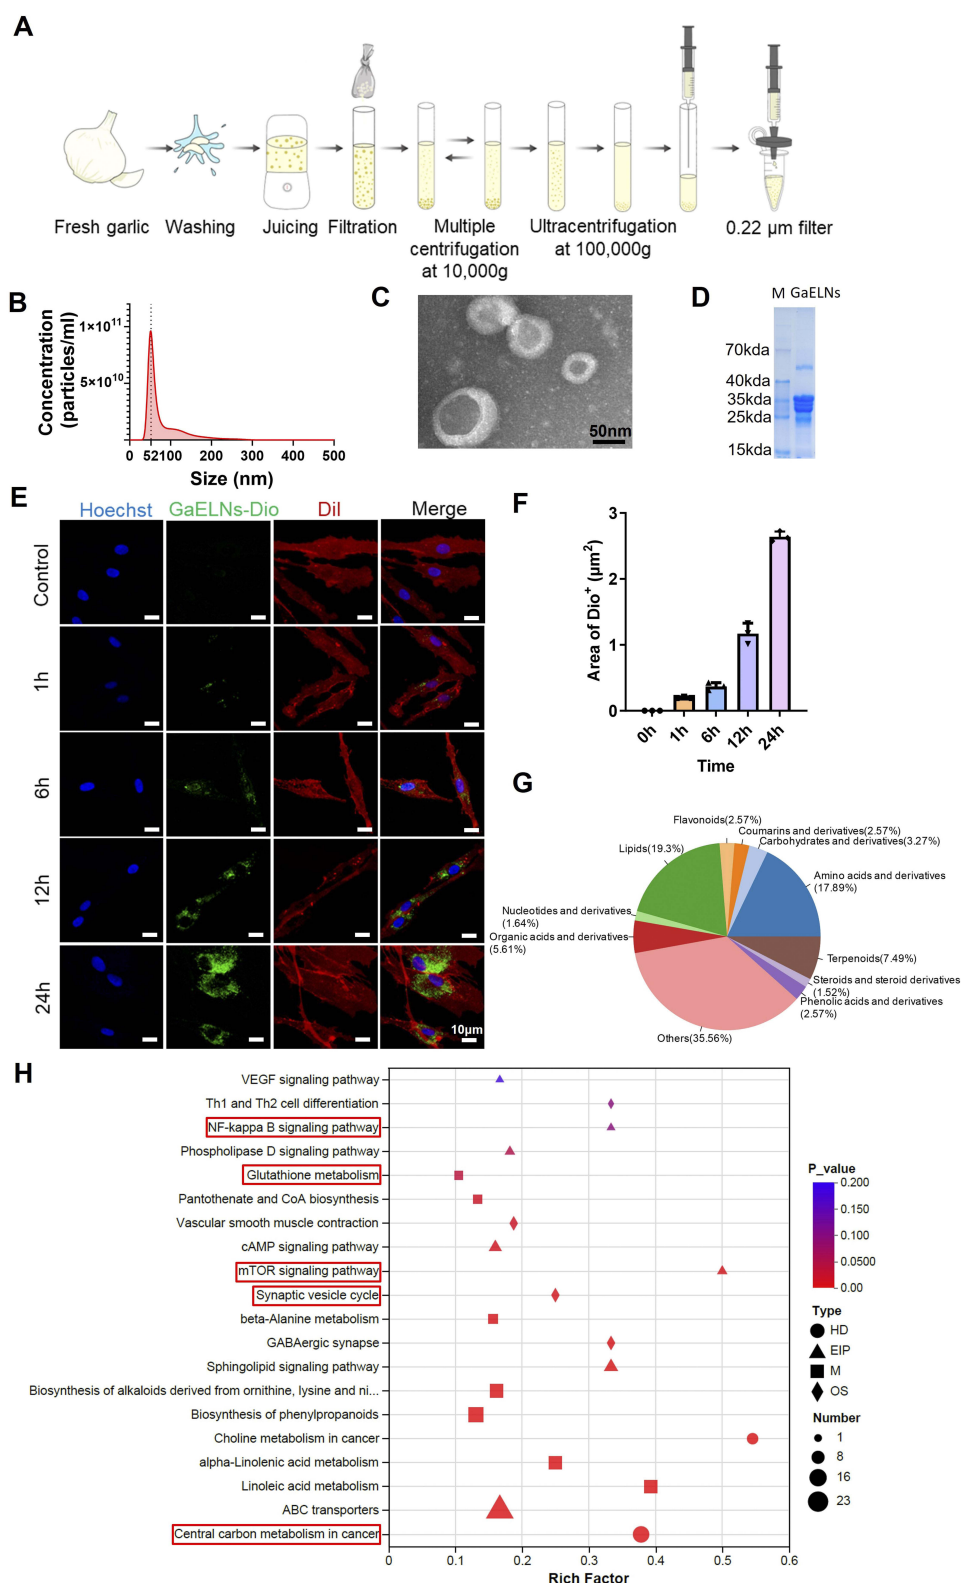 A
Fresh garlic
Washing
Juicing
Filtration
Multiple
centrifugation
at 10,000g
Ultracentrifugation
at 100,000g
0.22 μm filter
B
Concentration
(particles/ml)
1×10¹¹
5×10¹⁰
0 52 100 200 300 400 500
Size (nm)
C
50nm
D
M GaELNs
70kda
40kda
35kda
25kda
15kda
E
Hoechst GaELNs-Dio Dil Merge
Control
1h
6h
12h
24h
10μm
F
Area of Dio⁺ (μm²)
3
2
1
0
0h 1h 6h 12h 24h
Time
G
Flavonoids(2.57%)
Coumarins and derivatives(2.57%)
Carbohydrates and derivatives(3.27%)
Lipids(19.3%)
Amino acids and derivatives
(17.89%)
Nucleotides and derivatives
(1.64%)
Organic acids and derivatives
(5.61%)
Terpenoids(7.49%)
Steroids and steroid derivatives
(1.52%)
Phenolic acids and derivatives
(2.57%)
Others(35.56%)
H
VEGF signaling pathway
Th1 and Th2 cell differentiation
NF-kappa B signaling pathway
Phospholipase D signaling pathway
Glutathione metabolism
Pantothenate and CoA biosynthesis
Vascular smooth muscle contraction
cAMP signaling pathway
mTOR signaling pathway
Synaptic vesicle cycle
beta-Alanine metabolism
GABAergic synapse
Sphingolipid signaling pathway
Biosynthesis of alkaloids derived from ornithine, lysine and ni...
Biosynthesis of phenylpropanoids
Choline metabolism in cancer
alpha-Linolenic acid metabolism
Linoleic acid metabolism
ABC transporters
Central carbon metabolism in cancer
0 0.1 0.2 0.3 0.4 0.5 0.6
Rich Factor
P_value
0.200
0.150
0.100
0.0500
0.00
Type
HD
EIP
M
OS
Number
1
8
16
23